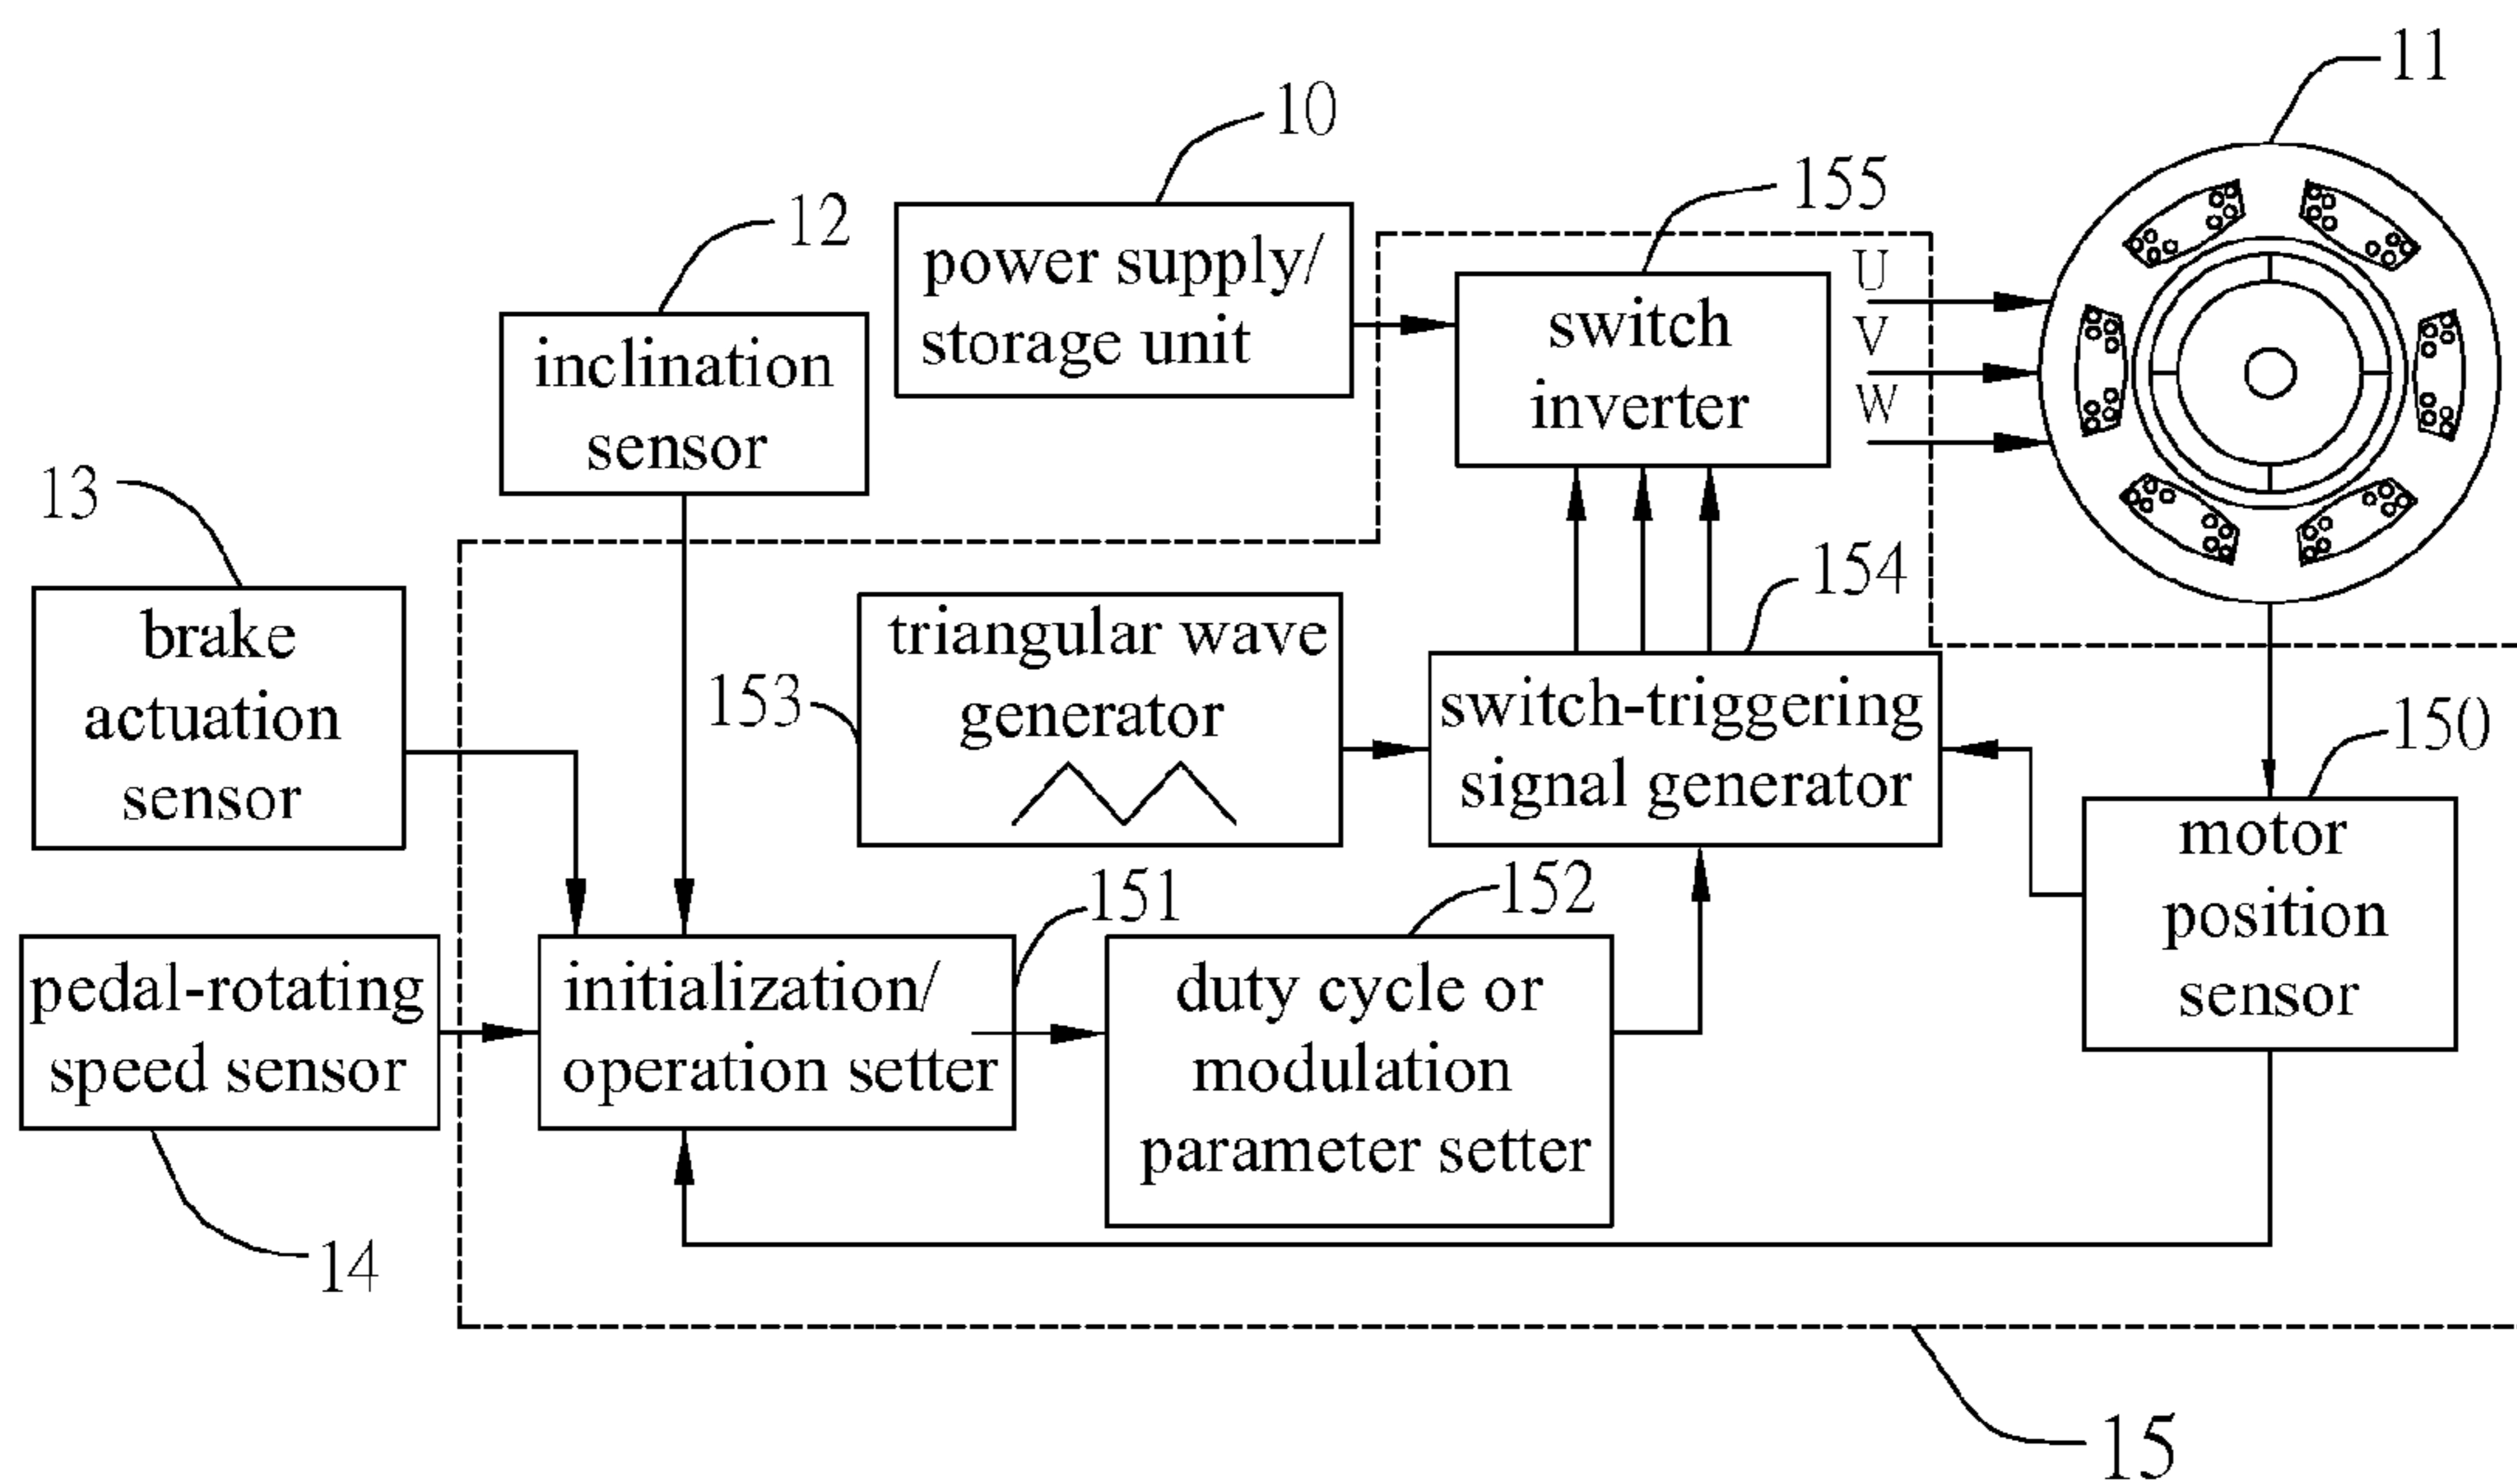 11
10
155
12
power supply/
storage unit
U
V
W
switch
inverter
inclination
sensor
13
154
brake
actuation
sensor
triangular wave
generator
153
switch-triggering
signal generator
150
motor
position
sensor
151
152
pedal-rotating
speed sensor
initialization/
operation setter
duty cycle or
modulation
parameter setter
14
15